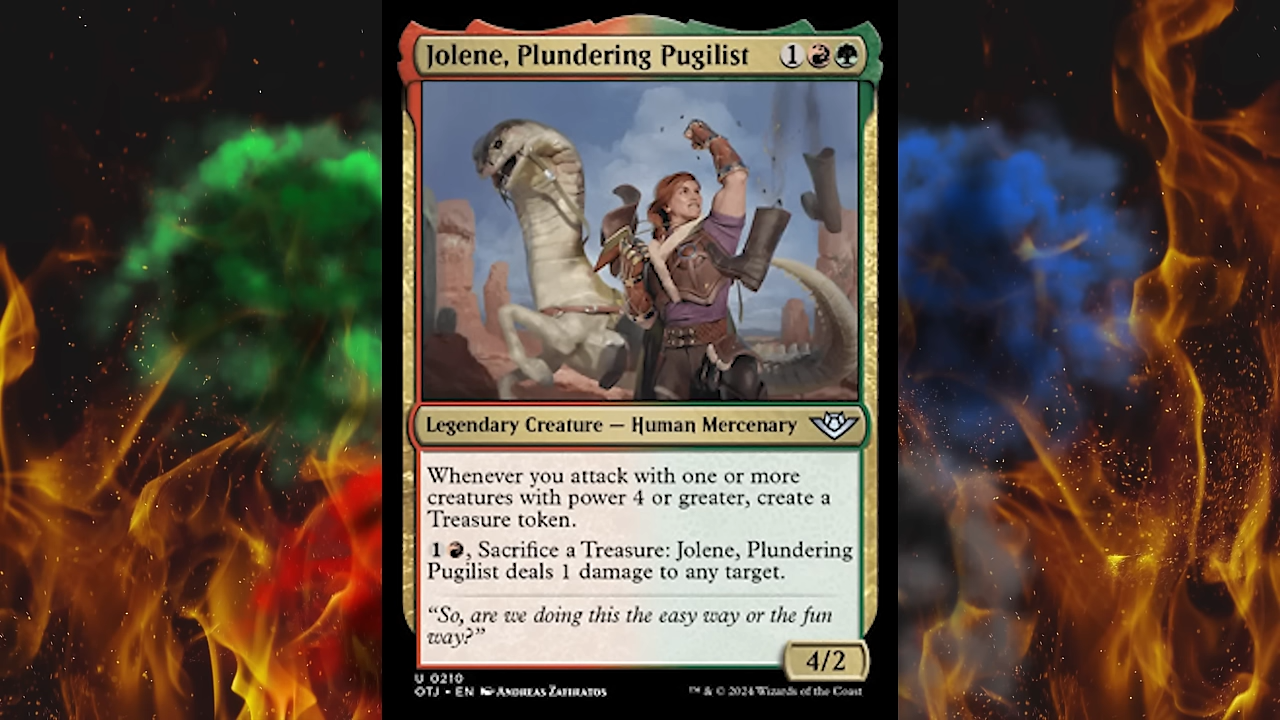 Jolene, Plundering Pugilist 1
Legendary Creature — Human Mercenary
Whenever you attack with one or more
creatures with power 4 or greater, create a
Treasure token.
1 , Sacrifice a Treasure: Jolene, Plundering
Pugilist deals 1 damage to any target.
“So, are we doing this the easy way or the fun
way?”
4/2
U 0210
OTJ • EN ANDREAS ZAFIRATOS
™ & © 2024 Wizards of the Coast